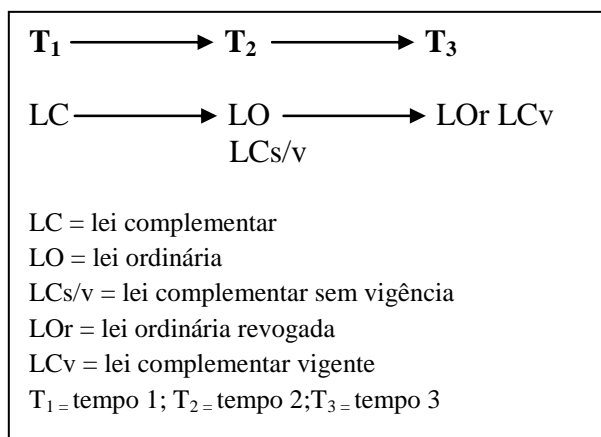 T₁ T₂ T₃
LC LO LOr LCv
LCs/v
LC = lei complementar
LO = lei ordinária
LCs/v = lei complementar sem vigência
LOr = lei ordinária revogada
LCv = lei complementar vigente
T₁ = tempo 1; T₂ = tempo 2;T₃ = tempo 3